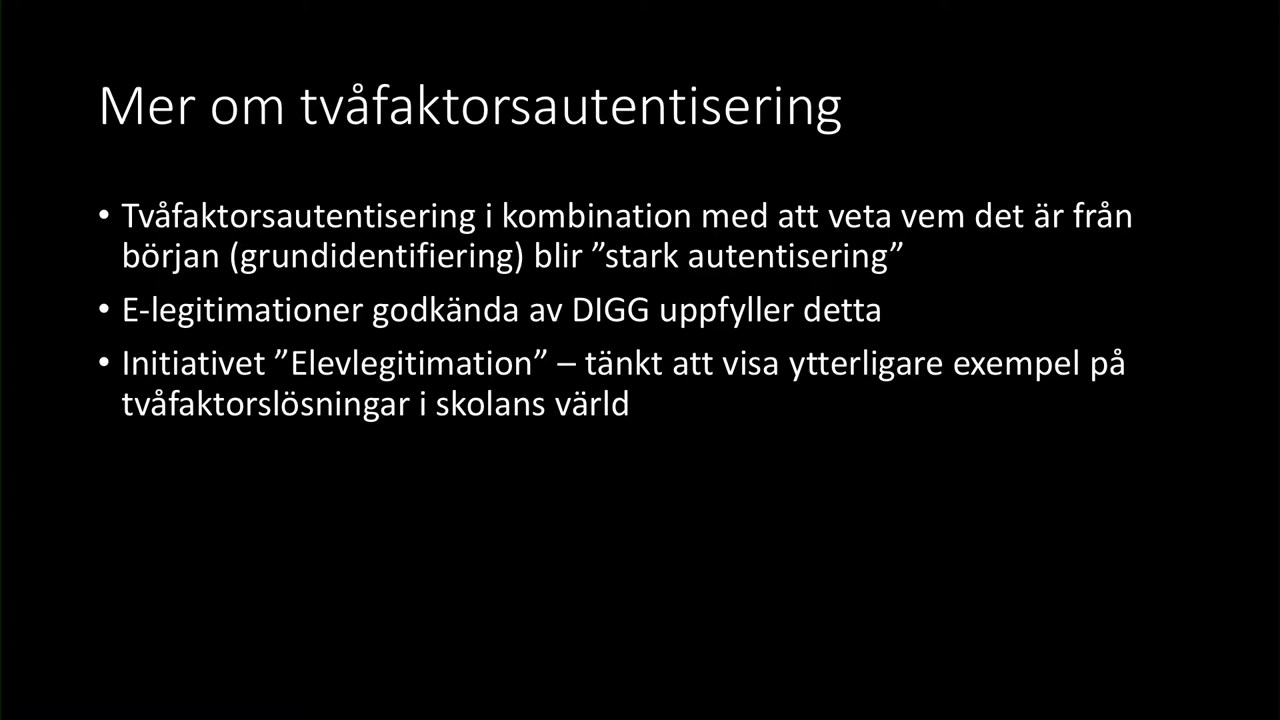 Mer om tvåfaktorsautentisering
• Tvåfaktorsautentisering i kombination med att veta vem det är från
början (grundidentifiering) blir ”stark autentisering”
• E-legitimationer godkända av DIGG uppfyller detta
• Initiativet ”Elevlegitimation” – tänkt att visa ytterligare exempel på
tvåfaktorslösningar i skolans värld